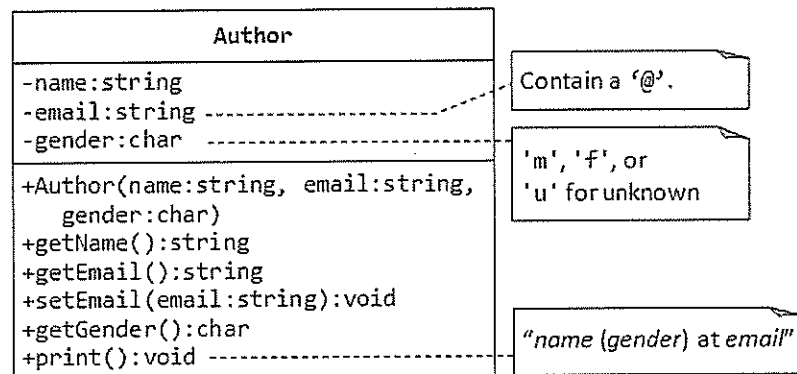 Author
-name:string
-email:string
-gender:char
Contain a ‘@’.
'm', 'f', or
'u' for unknown
+Author(name:string, email:string,
gender:char)
+getName():string
+getEmail():string
+setEmail(email:string):void
+getGender():char
+print():void
“name (gender) at email”